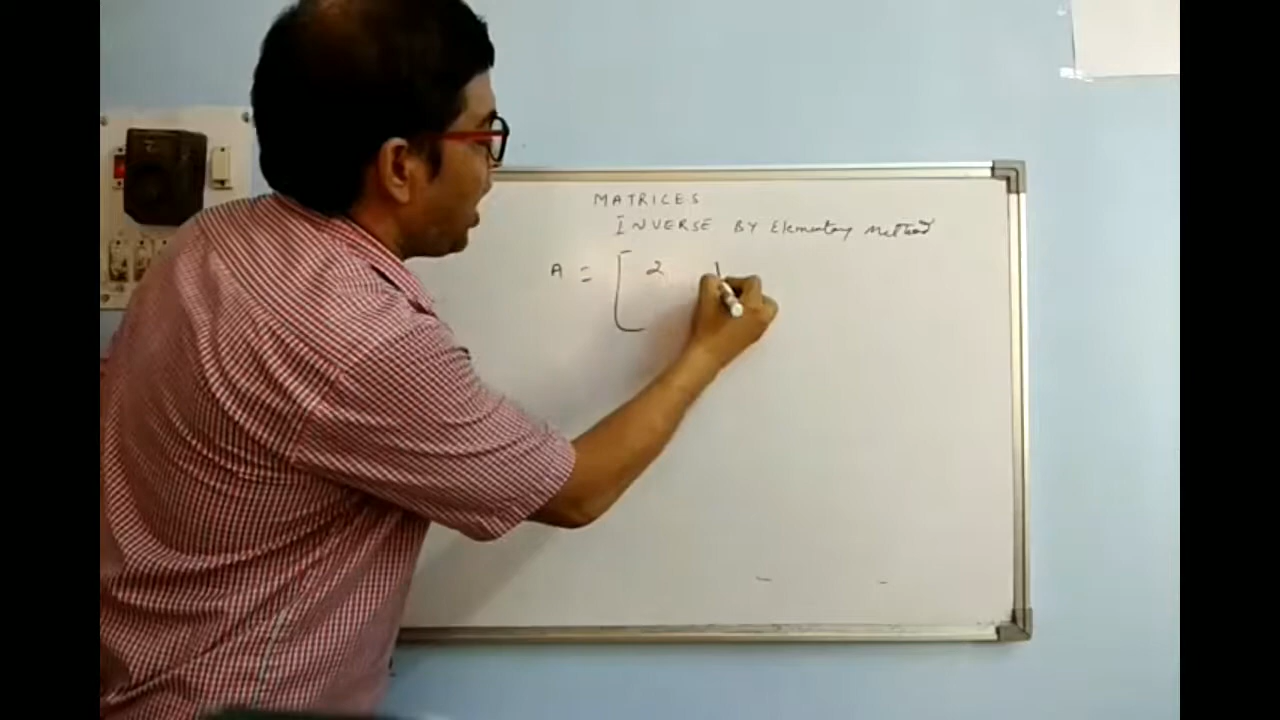 MATRICES
INVERSE BY Elementary Method
A = [ 2 1